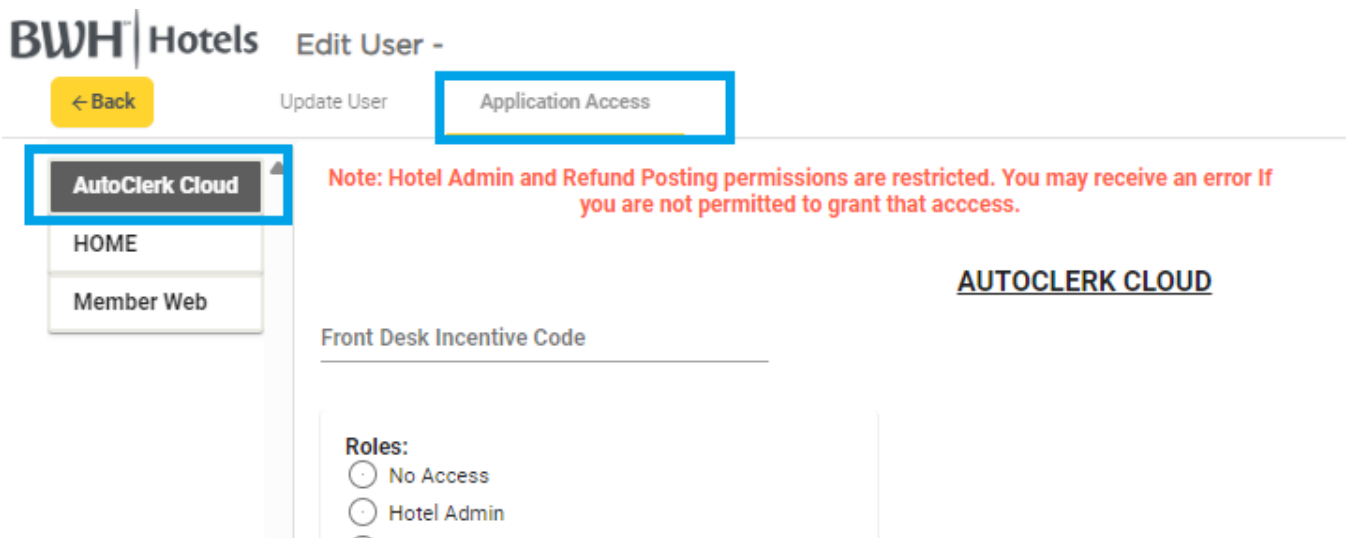 BWH Hotels Edit User -
← Back Update User Application Access
AutoClerk Cloud
HOME
Member Web
Note: Hotel Admin and Refund Posting permissions are restricted. You may receive an error If
you are not permitted to grant that acccess.
AUTOCLERK CLOUD
Front Desk Incentive Code
Roles:
No Access
Hotel Admin